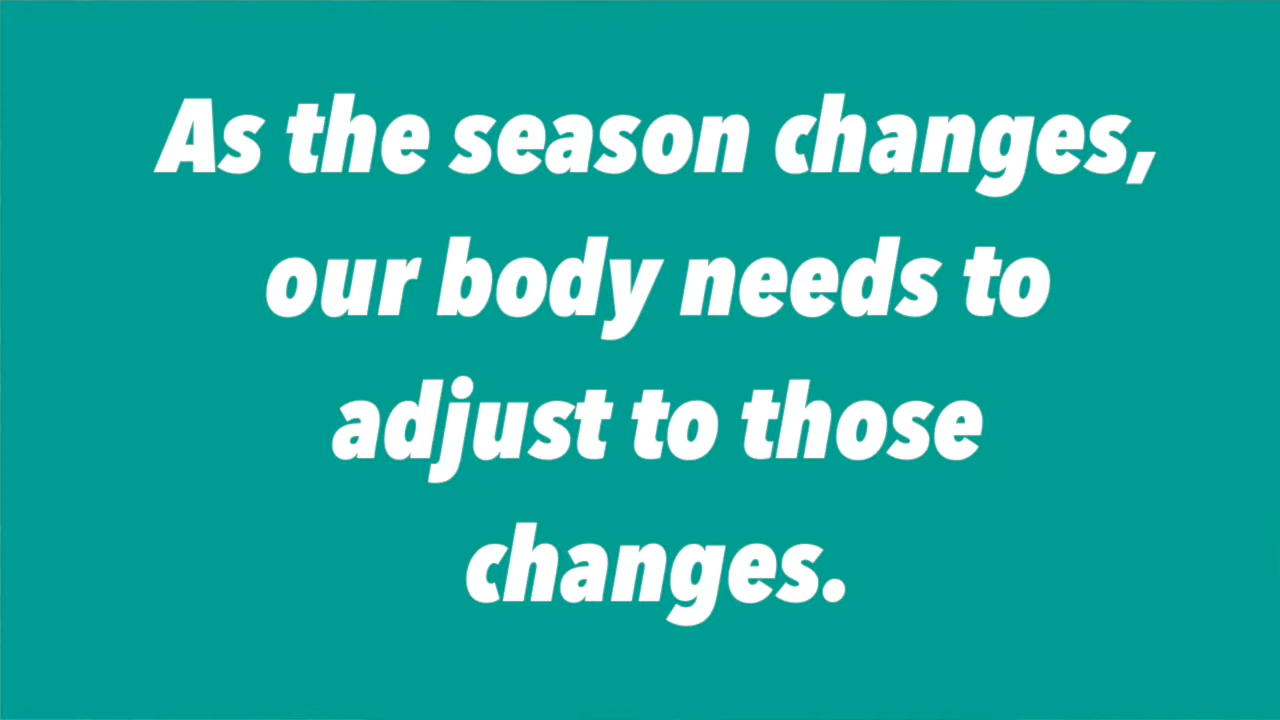 As the season changes,
our body needs to
adjust to those
changes.